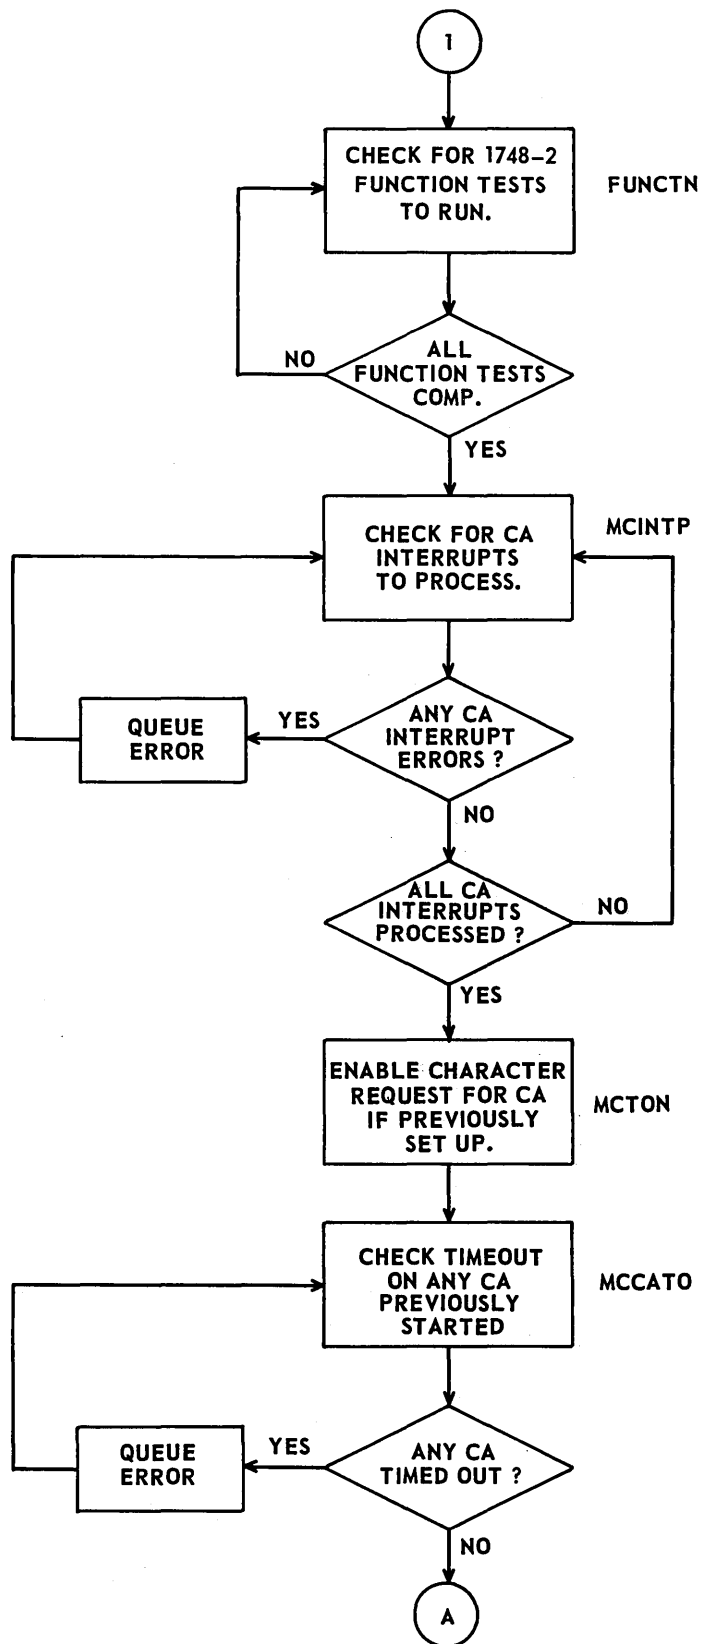 1
CHECK FOR 1748-2
FUNCTION TESTS
TO RUN.
FUNCTN
NO
ALL
FUNCTION TESTS
COMP.
YES
CHECK FOR CA
INTERRUPTS
TO PROCESS.
MCINTP
QUEUE
ERROR
YES
ANY CA
INTERRUPT
ERRORS ?
NO
ALL CA
INTERRUPTS
PROCESSED ?
NO
YES
ENABLE CHARACTER
REQUEST FOR CA
IF PREVIOUSLY
SET UP.
MCTON
CHECK TIMEOUT
ON ANY CA
PREVIOUSLY
STARTED
MCCATO
QUEUE
ERROR
YES
ANY CA
TIMED OUT ?
NO
A